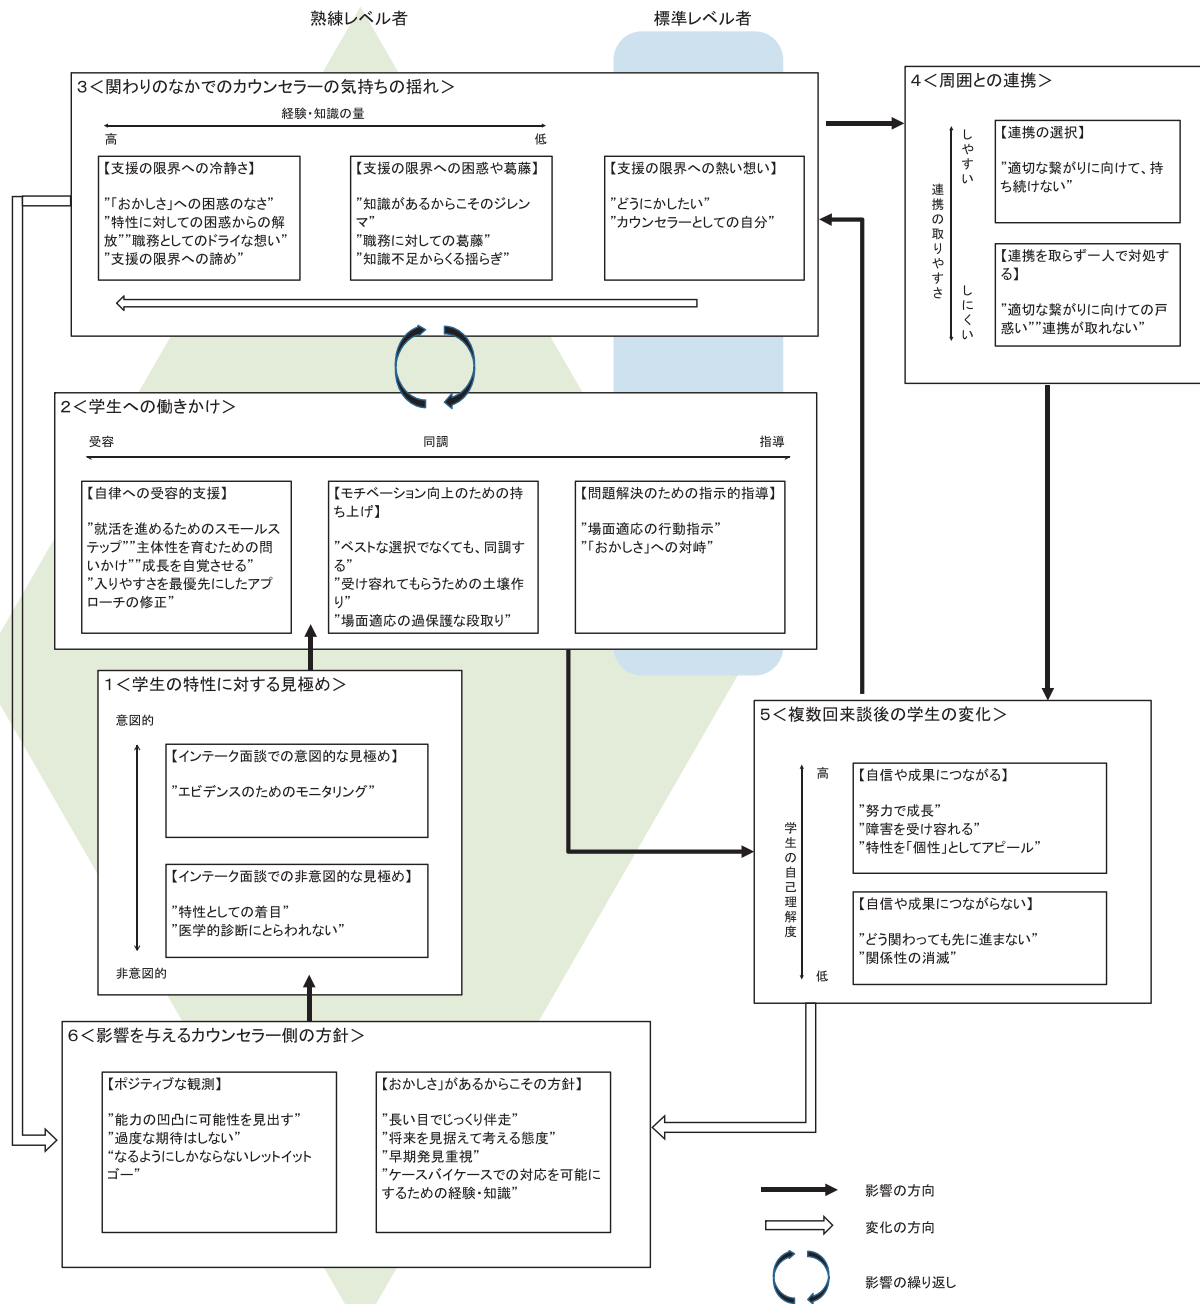 熟練レベル者
標準レベル者
3<関わりのなかでのカウンセラーの気持ちの揺れ>
経験・知識の量
高
低
【支援の限界への冷静さ】
”「おかしさ」への困惑のなさ”
”特性に対しての困惑からの解
放””職務としてのドライな想い”
”支援の限界への諦め”
【支援の限界への困惑や葛藤】
”知識があるからこそのジレン
マ”
”職務に対しての葛藤”
”知識不足からくる揺らぎ”
【支援の限界への熱い想い】
”どうにかしたい”
”カウンセラーとしての自分”
4<周囲との連携>
連携の取りやすさ
しやすい
しにくい
【連携の選択】
”適切な繋がりに向けて、持
ち続けない”
【連携を取らず一人で対処す
る】
”適切な繋がりに向けての戸
惑い””連携が取れない”
2<学生への働きかけ>
受容
同調
指導
【自律への受容的支援】
”就活を進めるためのスモールス
テップ””主体性を育むための問
いかけ””成長を自覚させる”
”入りやすさを最優先にしたアプ
ローチの修正”
【モチベーション向上のための持
ち上げ】
”ベストな選択でなくても、同調す
る”
”受け容れてもらうための土壌作
り”
”場面適応の過保護な段取り”
【問題解決のための指示的指導】
”場面適応の行動指示”
”「おかしさ」への対峙”
1<学生の特性に対する見極め>
意図的
非意図的
【インテーク面談での意図的な見極め】
”エビデンスのためのモニタリング”
【インテーク面談での非意図的な見極め】
”特性としての着目”
”医学的診断にとらわれない”
5<複数回来談後の学生の変化>
学生の自己理解度
高
低
【自信や成果につながる】
”努力で成長”
”障害を受け容れる”
”特性を「個性」としてアピール”
【自信や成果につながらない】
”どう関わっても先に進まない”
”関係性の消滅”
6<影響を与えるカウンセラー側の方針>
【ポジティブな観測】
”能力の凹凸に可能性を見出す”
”過度な期待はしない”
“なるようにしかならないレットイット
ゴー”
【おかしさ」があるからこその方針】
”長い目でじっくり伴走”
”将来を見据えて考える態度”
”早期発見重視”
”ケースバイケースでの対応を可能に
するための経験・知識”
影響の方向
変化の方向
影響の繰り返し